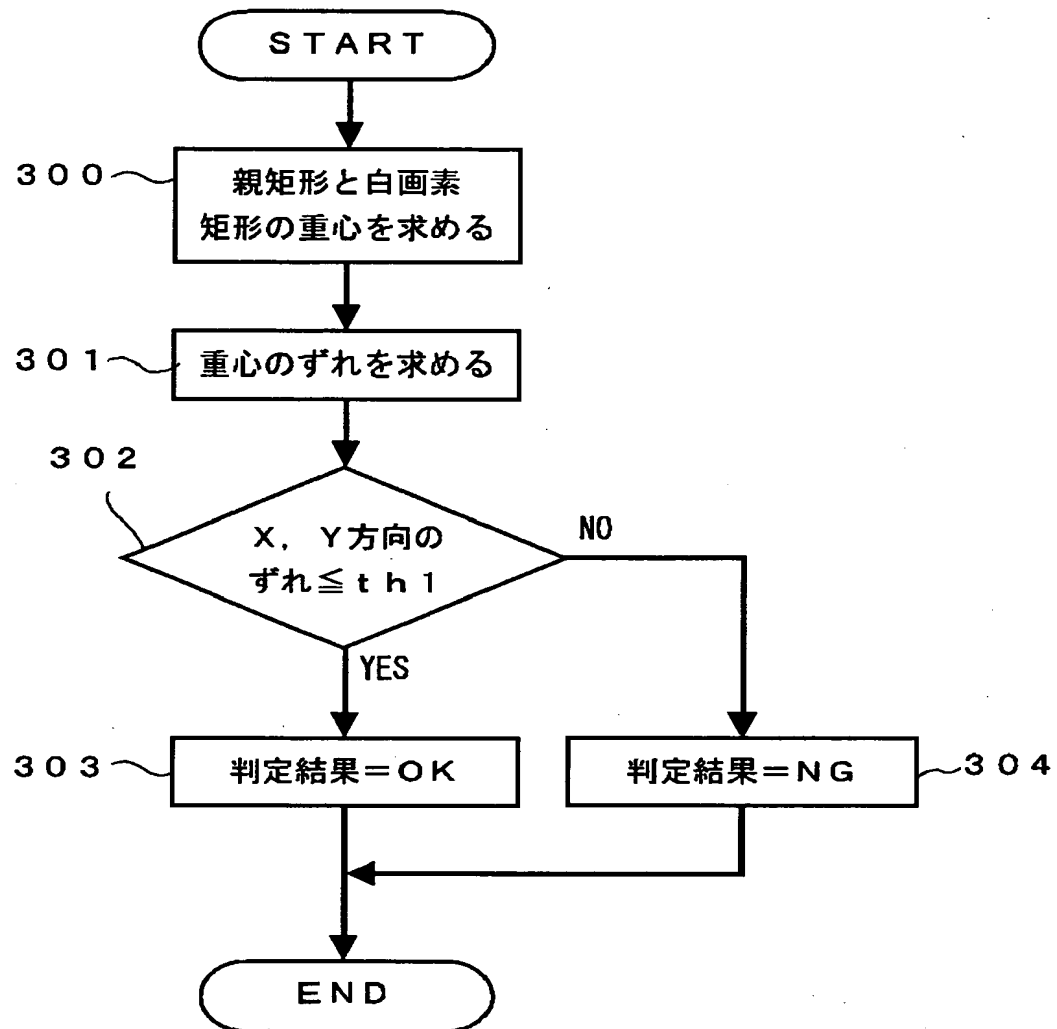 ＳＴＡＲＴ
３００
親矩形と白画素
矩形の重心を求める
３０１
重心のずれを求める
３０２
Ｘ，Ｙ方向の
ずれ≦ｔｈ１
NO
YES
３０３
判定結果＝ＯＫ
判定結果＝ＮＧ
３０４
ＥＮＤ